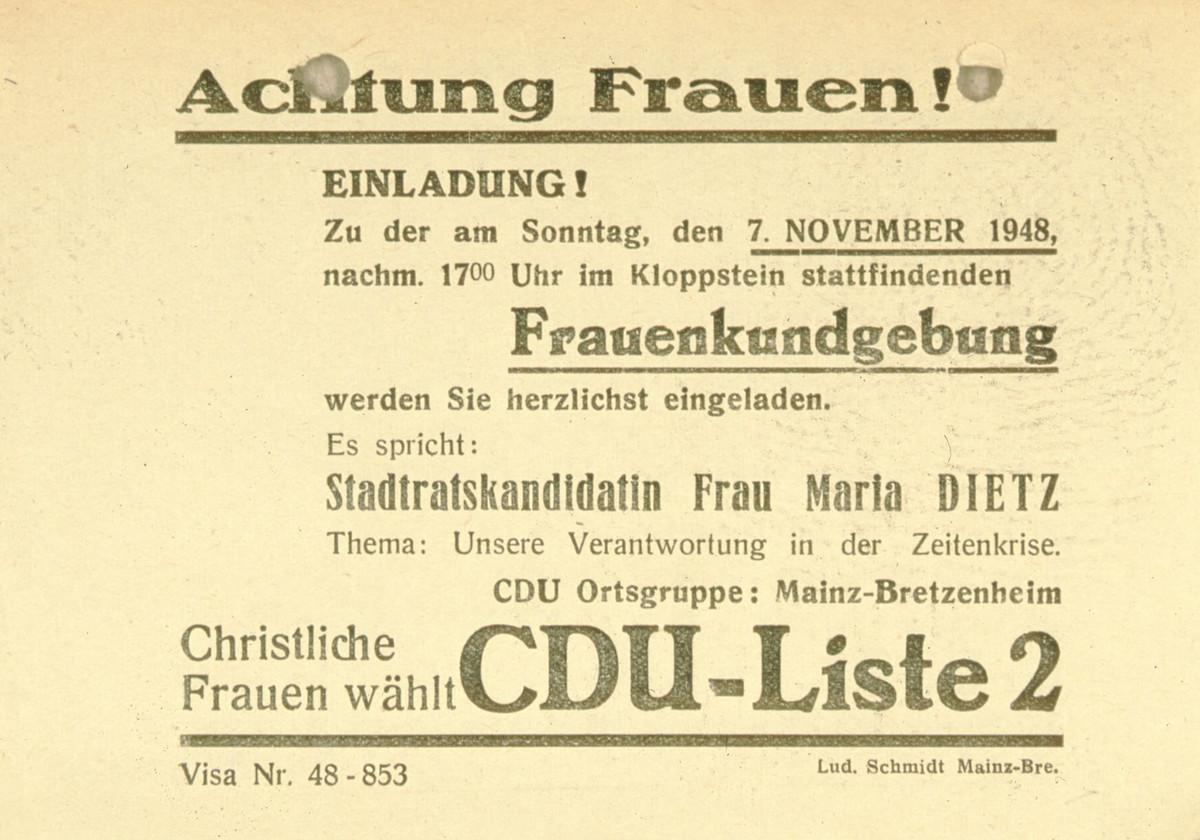 Achtung Frauen!
EINLADUNG!
Zu der am Sonntag, den 7. NOVEMBER 1948,
nachm. 17⁰⁰ Uhr im Kloppstein stattfindenden
Frauenkundgebung
werden Sie herzlichst eingeladen.
Es spricht:
Stadtratskandidatin Frau Maria DIETZ
Thema: Unsere Verantwortung in der Zeitenkrise.
CDU Ortsgruppe: Mainz-Bretzenheim
Christliche
Frauen wählt CDU-Liste 2
Visa Nr. 48 - 853
Lud. Schmidt Mainz-Bre.